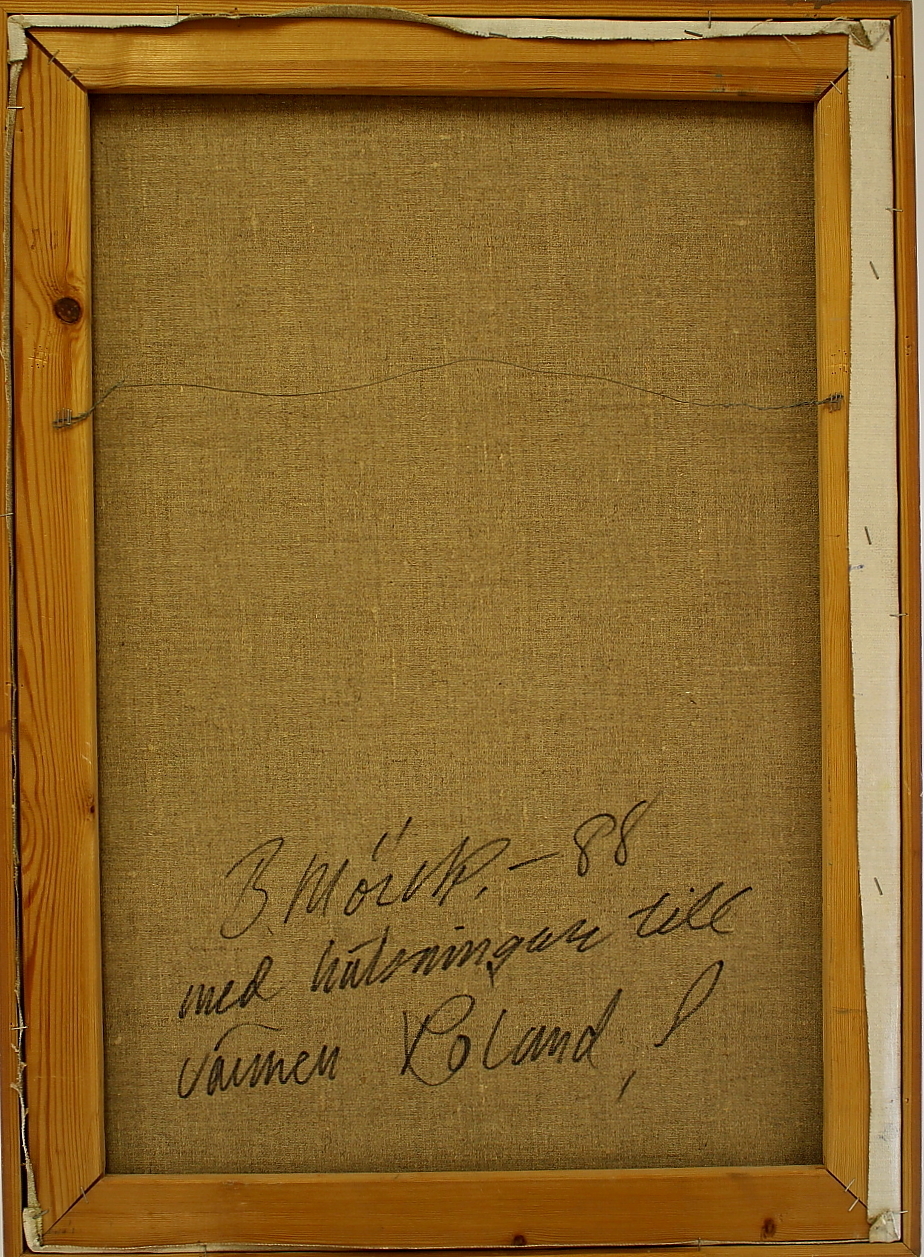 B. Mörk. – 88
med hälsningar till
vännen Roland,!